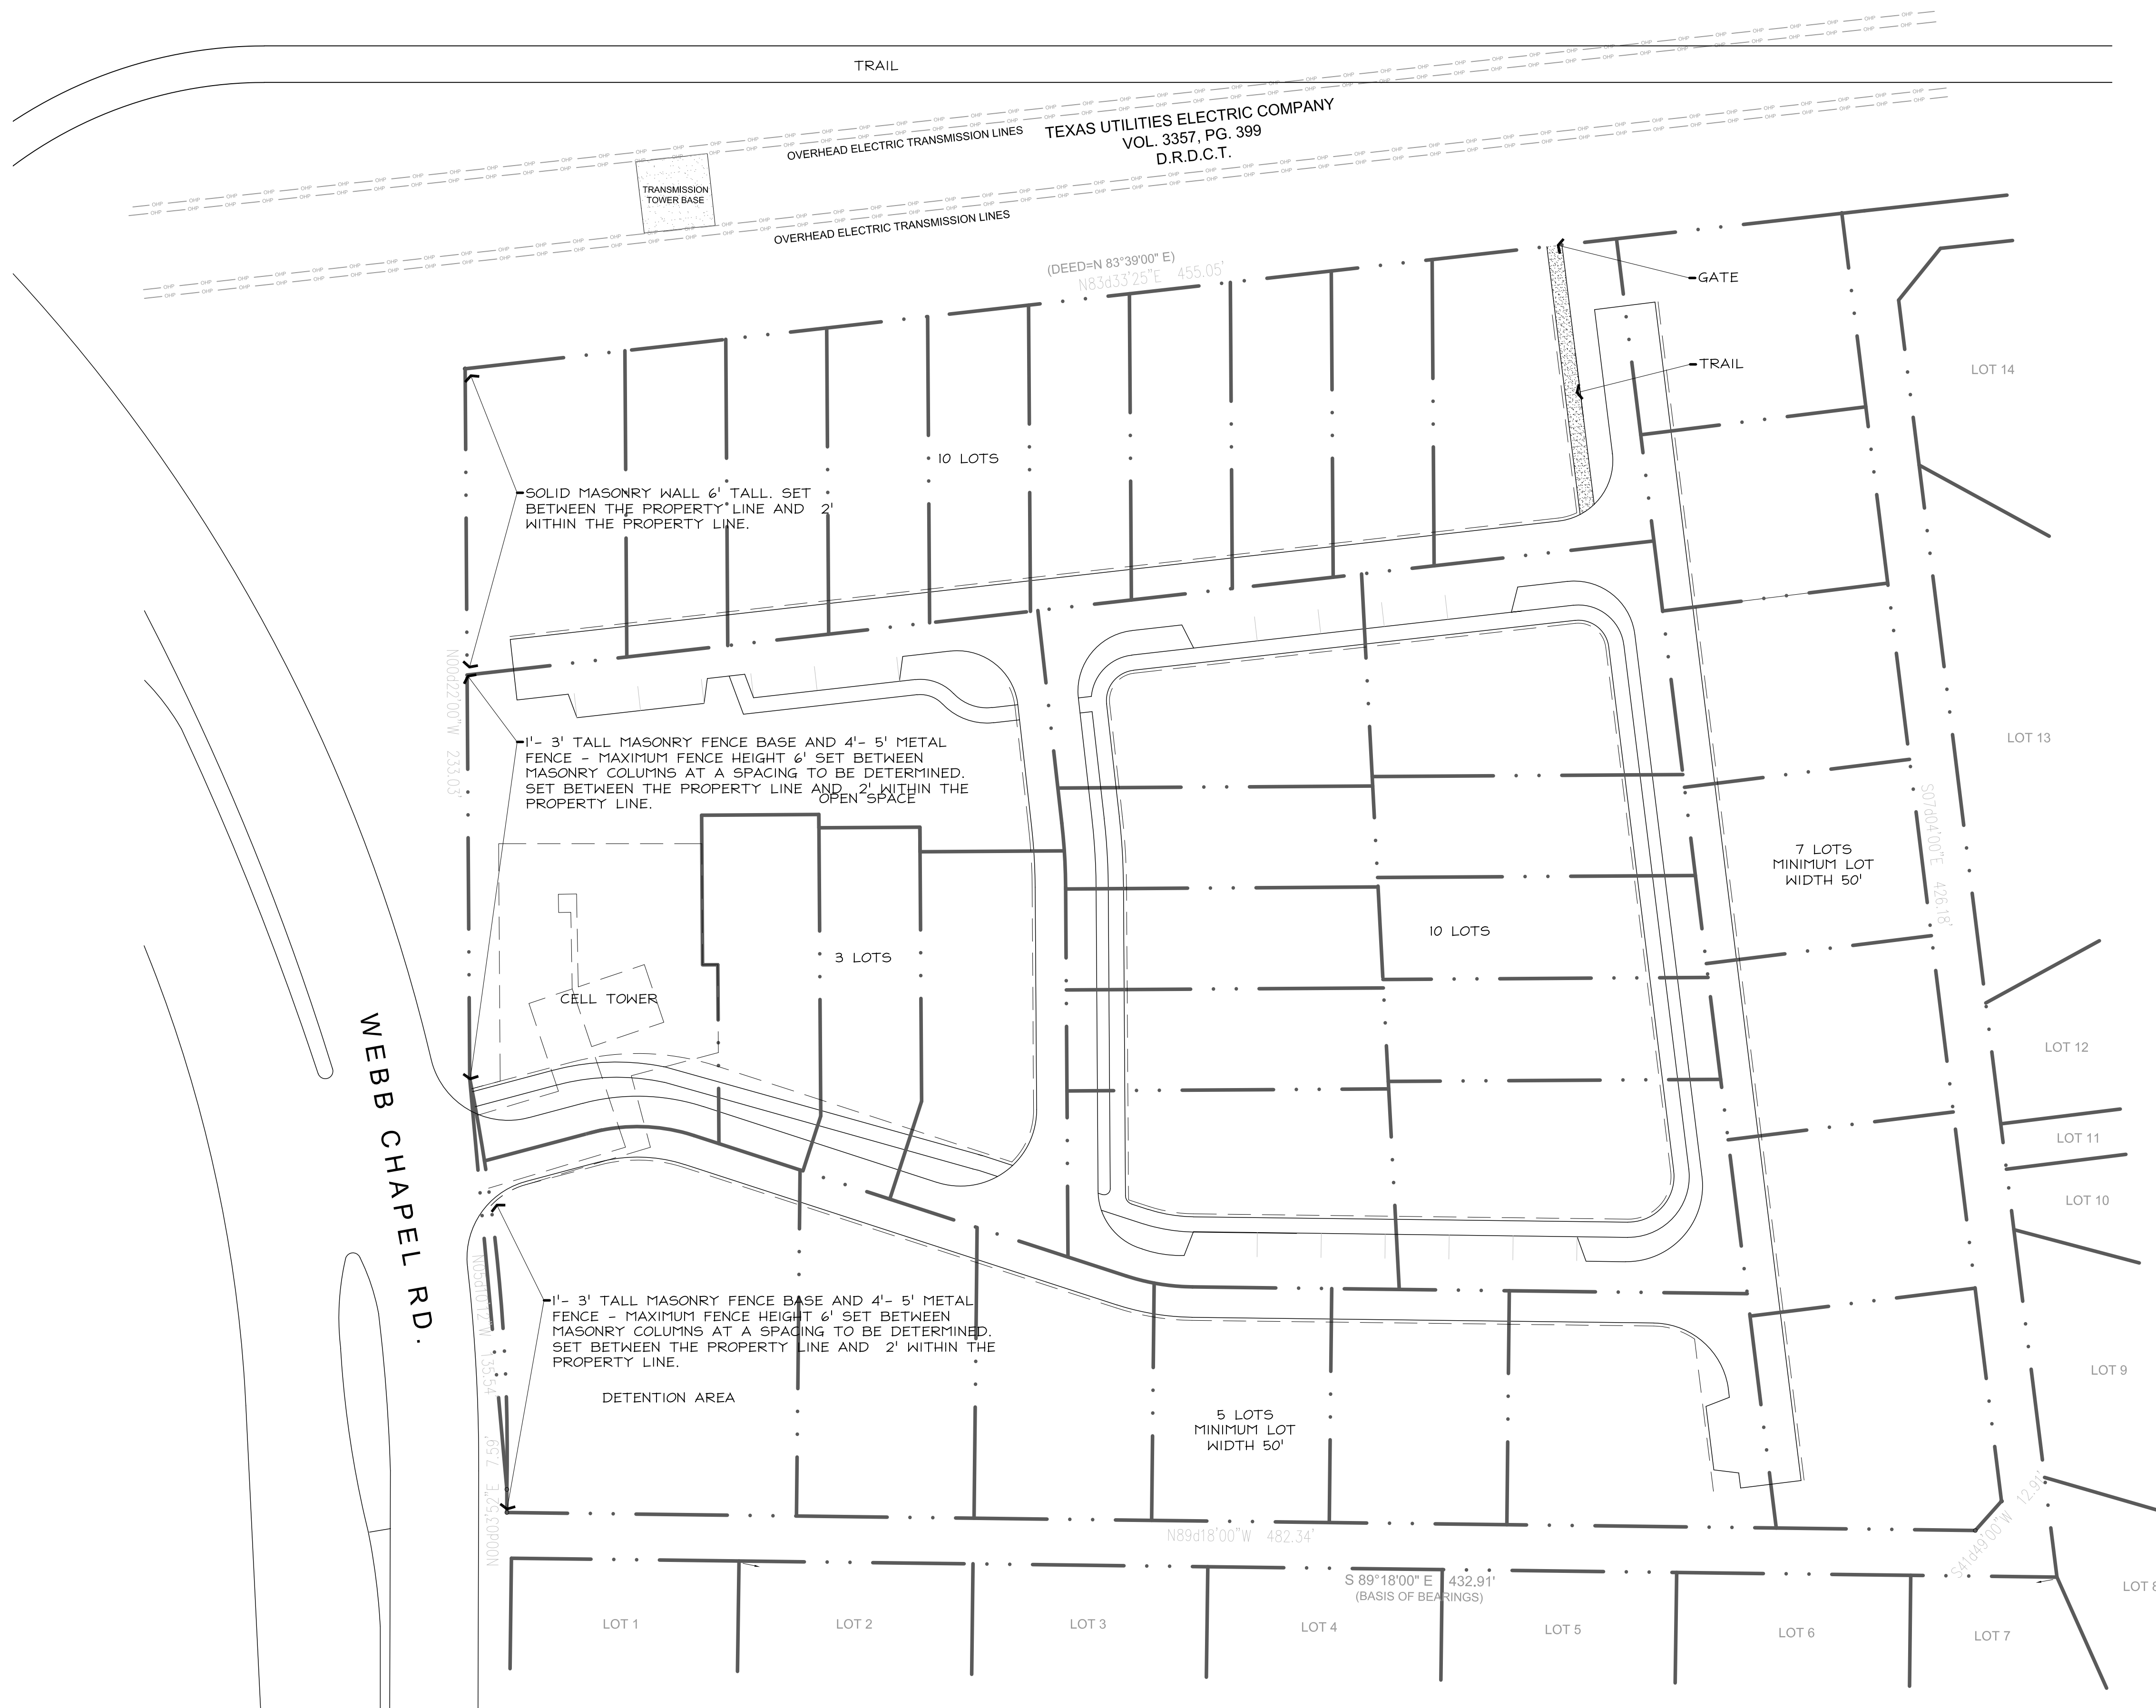 TRAIL
TEXAS UTILITIES ELECTRIC COMPANY
VOL. 3357, PG. 399
D.R.D.C.T.
OVERHEAD ELECTRIC TRANSMISSION LINES
TRANSMISSION
TOWER BASE
OVERHEAD ELECTRIC TRANSMISSION LINES
(DEED=N 83°39'00" E)
N83d33'25"E 455.05'
GATE
TRAIL
LOT 14
10 LOTS
SOLID MASONRY WALL 6' TALL. SET
BETWEEN THE PROPERTY LINE AND 2'
WITHIN THE PROPERTY LINE.
N00d22'00"W 233.03'
1'- 3' TALL MASONRY FENCE BASE AND 4'- 5' METAL
FENCE - MAXIMUM FENCE HEIGHT 6' SET BETWEEN
MASONRY COLUMNS AT A SPACING TO BE DETERMINED.
SET BETWEEN THE PROPERTY LINE AND 2' WITHIN THE
PROPERTY LINE.
OPEN SPACE
LOT 13
7 LOTS
MINIMUM LOT
WIDTH 50'
S07d04'00"E 426.18'
10 LOTS
3 LOTS
CELL TOWER
WEBB CHAPEL RD.
LOT 12
LOT 11
LOT 10
N05d10'12"W 135.54'
1'- 3' TALL MASONRY FENCE BASE AND 4'- 5' METAL
FENCE - MAXIMUM FENCE HEIGHT 6' SET BETWEEN
MASONRY COLUMNS AT A SPACING TO BE DETERMINED.
SET BETWEEN THE PROPERTY LINE AND 2' WITHIN THE
PROPERTY LINE.
LOT 9
DETENTION AREA
5 LOTS
MINIMUM LOT
WIDTH 50'
N00d03'52"E 7.59'
N89d18'00"W 482.34'
S41d49'00"W 12.91'
S 89°18'00" E 432.91'
(BASIS OF BEARINGS)
LOT 8
LOT 1
LOT 2
LOT 3
LOT 4
LOT 5
LOT 6
LOT 7